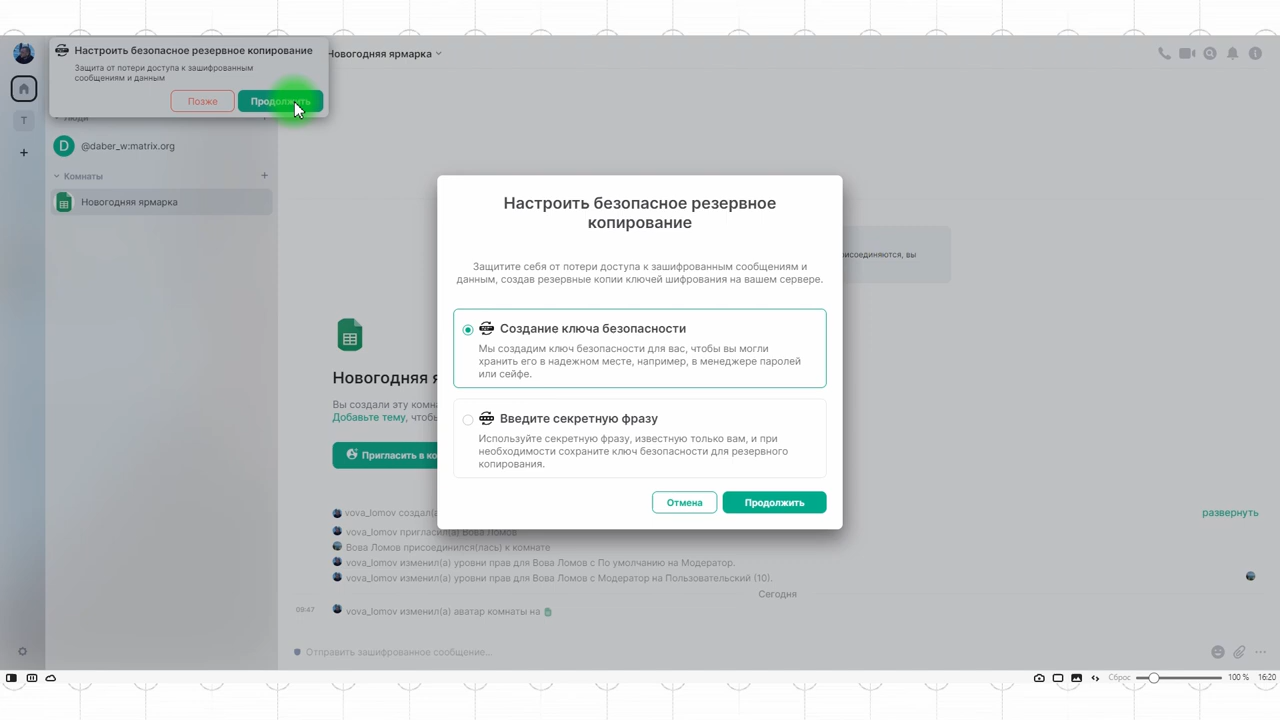 Настроить безопасное резервное копирование
Защита от потери доступа к зашифрованным
сообщениям и данным
Позже
Продолжить
Новогодняя ярмарка
T
Люди
D
@daber_w:matrix.org
Комнаты
Новогодняя ярмарка
Настроить безопасное резервное
копирование
Защитите себя от потери доступа к зашифрованным сообщениям и
данным, создав резервные копии ключей шифрования на вашем сервере.
Создание ключа безопасности
Мы создадим ключ безопасности для вас, чтобы вы могли
хранить его в надежном месте, например, в менеджере паролей
или сейфе.
Введите секретную фразу
Используйте секретную фразу, известную только вам, и при
необходимости сохраните ключ безопасности для резервного
копирования.
Отмена
Продолжить
вы
Новогодняя
Вы создали эту
Добавьте тему,
Пригласить в
vova_lomov
развернуть
vova_lomov пригласил(а) Вова Ломов
Вова Ломов присоединился(лась) к комнате
vova_lomov изменил(а) уровни прав для Вова Ломов с По умолчанию на Модератор.
vova_lomov изменил(а) уровни прав для Вова Ломов с Модератор на Пользовательский (10).
Сегодня
09:47
vova_lomov изменил(а) аватар комнаты на
Отправить зашифрованное сообщение...
Сброс
100 %
16:20